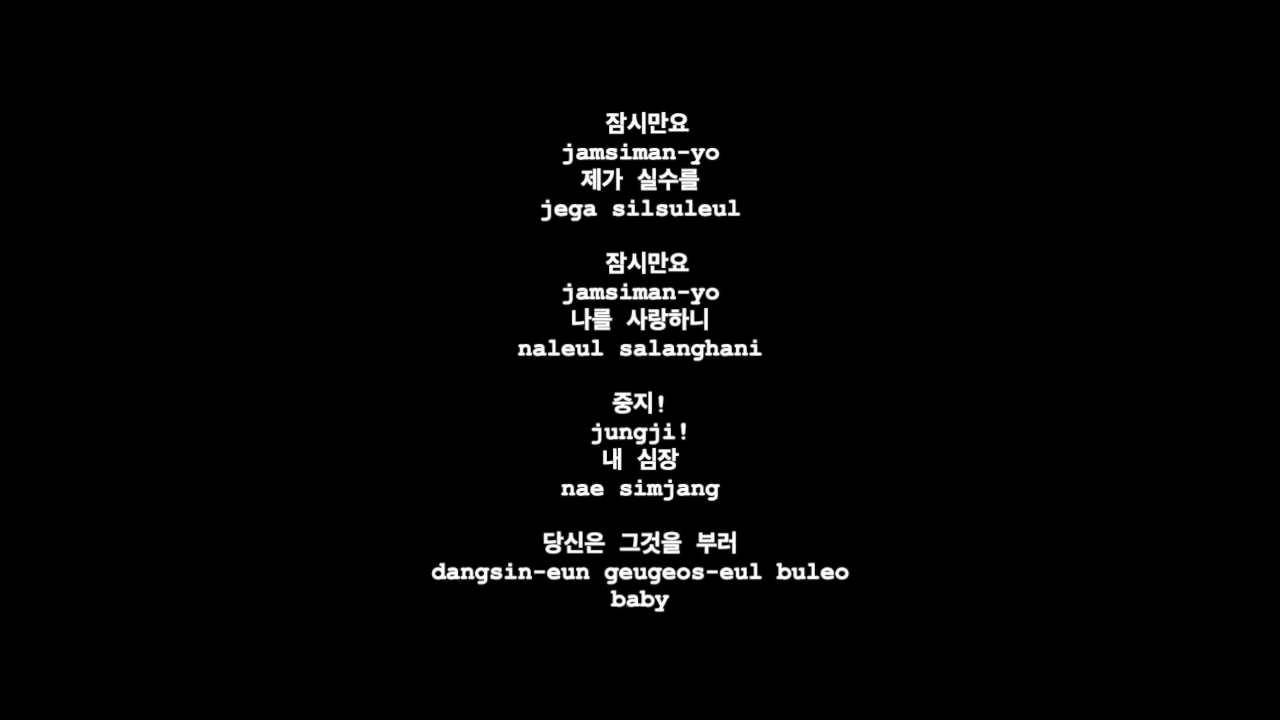 잠시만요
jamsiman-yo
제가 실수를
jega silsuleul
잠시만요
jamsiman-yo
나를 사랑하니
naleul salanghani
중지!
jungji!
내 심장
nae simjang
당신은 그것을 부러
dangsin-eun geugeos-eul buleo
baby